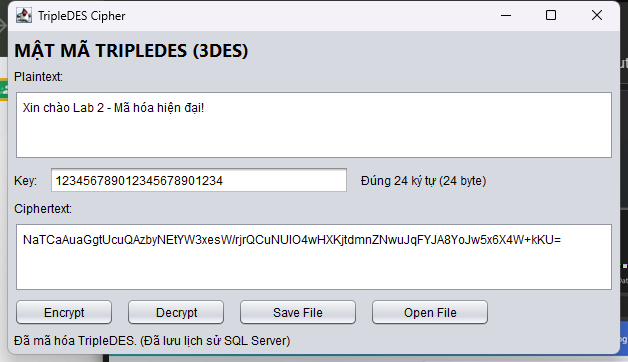 TripleDES Cipher
MẬT MÃ TRIPLEDES (3DES)
Plaintext:
Xin chào Lab 2 - Mã hóa hiện đại!
Key: 123456789012345678901234 Đúng 24 ký tự (24 byte)
Ciphertext:
NaTCaAuaGgtUcuQAzbyNEtYW3xesW/rjrQCuNUlO4wHXKjtdmnZNwuJqFYJA8YoJw5x6X4W+kKU=
Encrypt Decrypt Save File Open File
Đã mã hóa TripleDES. (Đã lưu lịch sử SQL Server)